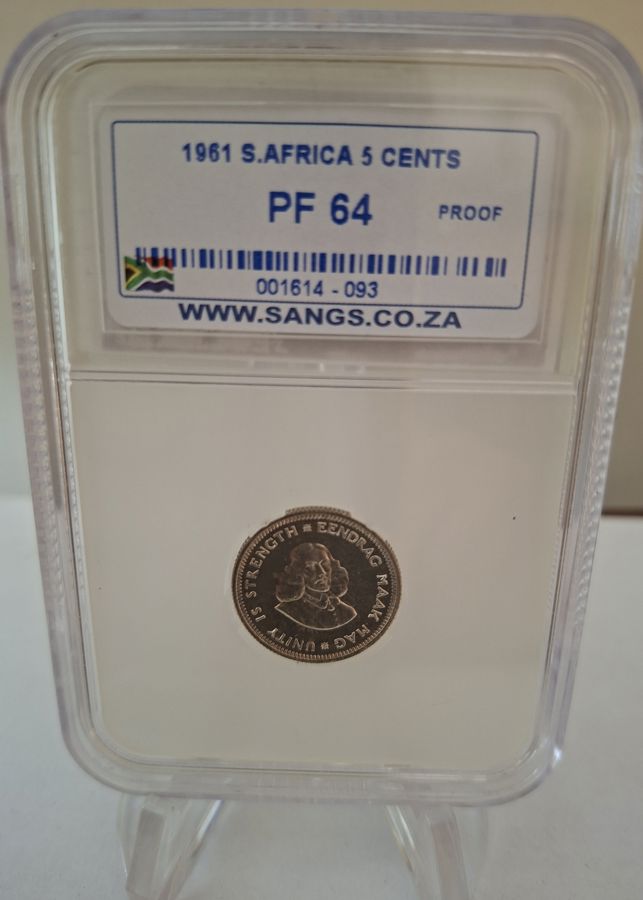 1961 S.AFRICA 5 CENTS
PF 64 PROOF
001614 - 093
WWW.SANGS.CO.ZA
UNITY IS STRENGTH EENDRAG MAAK MAG